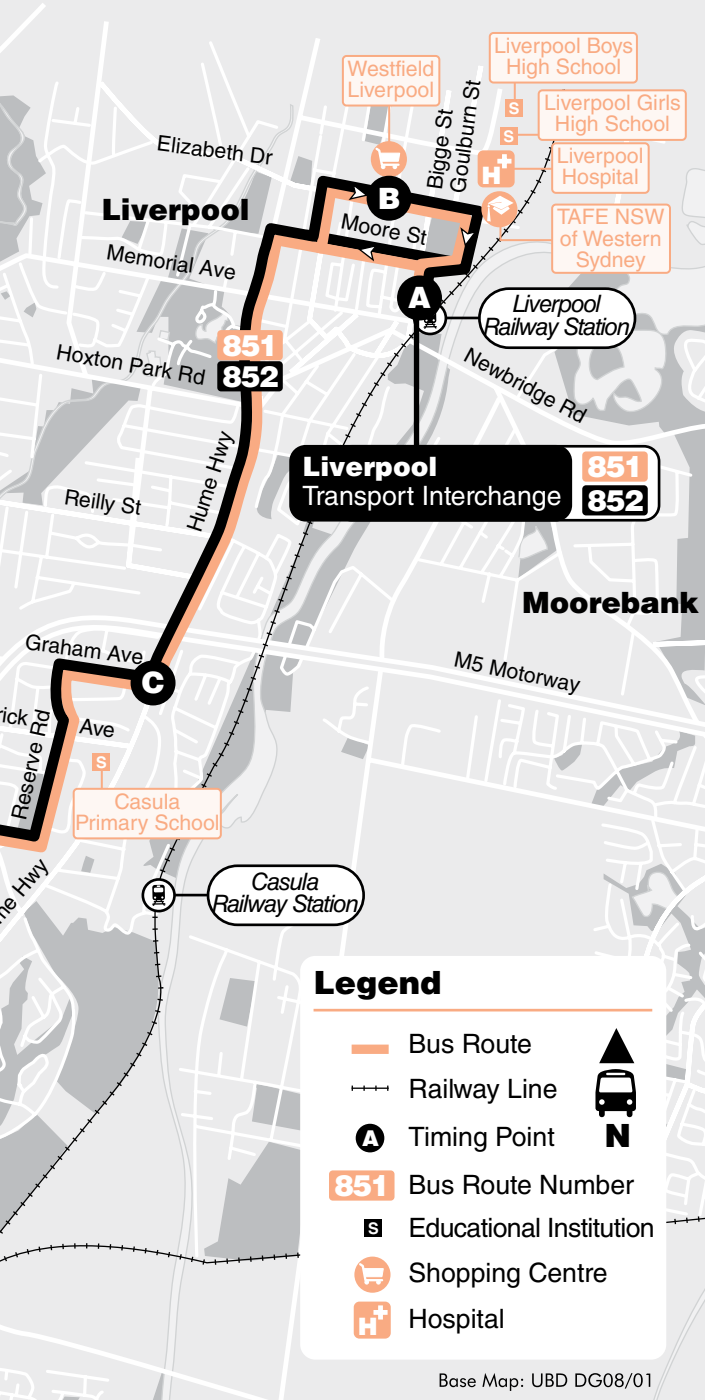 Westfield
Liverpool
Liverpool Boys
High School
S
Liverpool Girls
High School
S
Liverpool
Hospital
H+
TAFE NSW
of Western
Sydney
Bigge St
Goulburn St
Elizabeth Dr
B
Liverpool
Moore St
Memorial Ave
A
Liverpool
Railway Station
851
852
Hoxton Park Rd
Newbridge Rd
Hume Hwy
Liverpool
Transport Interchange
851
852
Reilly St
Moorebank
Graham Ave
M5 Motorway
C
rick
Ave
Reserve Rd
S
Casula
Primary School
me Hwy
Casula
Railway Station
Legend
Bus Route
Railway Line
A Timing Point
N
851 Bus Route Number
S Educational Institution
Shopping Centre
H+ Hospital
Base Map: UBD DG08/01